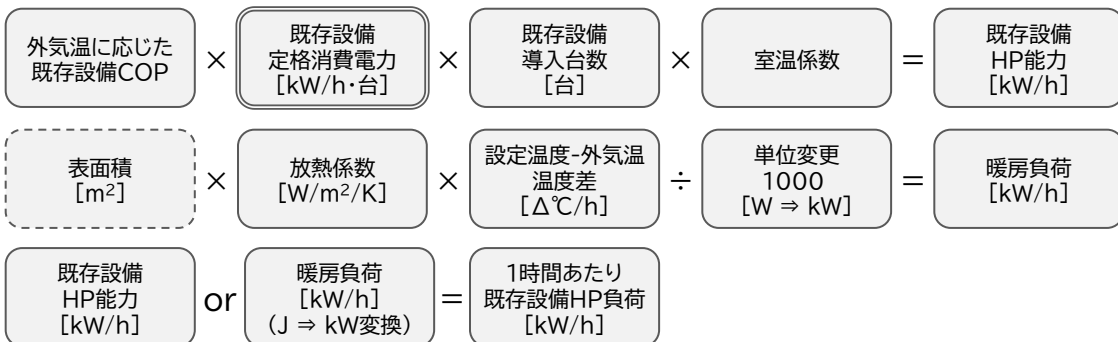 外気温に応じた
既存設備COP
×
既存設備
定格消費電力
[kW/h・台]
×
既存設備
導入台数
[台]
×
室温係数
=
既存設備
HP能力
[kW/h]
表面積
[m²]
×
放熱係数
[W/m²/K]
×
設定温度-外気温
温度差
[Δ℃/h]
÷
単位変更
1000
[W ⇒ kW]
=
暖房負荷
[kW/h]
既存設備
HP能力
[kW/h]
or
暖房負荷
[kW/h]
(J ⇒ kW変換)
=
1時間あたり
既存設備HP負荷
[kW/h]